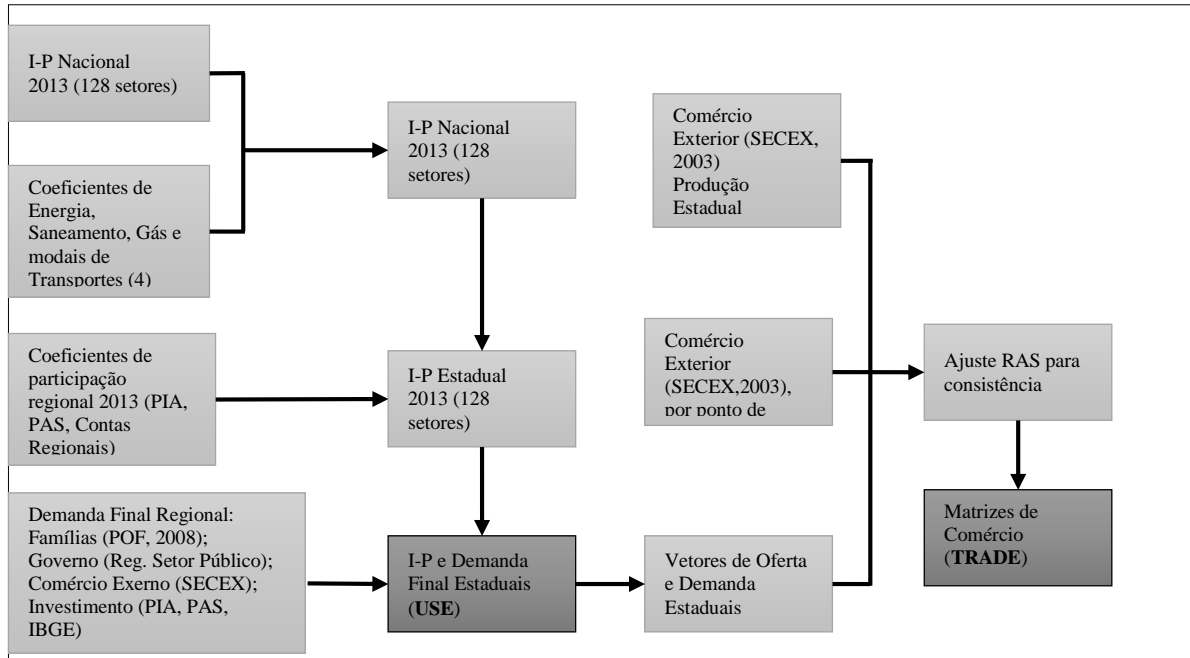 I-P Nacional
2013 (128 setores)
Coeficientes de
Energia,
Saneamento, Gás e
modais de
Transportes (4)
I-P Nacional
2013 (128
setores)
Comércio
Exterior (SECEX,
2003)
Produção
Estadual
Coeficientes de
participação
regional 2013 (PIA,
PAS, Contas
Regionais)
I-P Estadual
2013 (128
setores)
Comércio
Exterior
(SECEX,2003),
por ponto de
Ajuste RAS para
consistência
Demanda Final Regional:
Famílias (POF, 2008);
Governo (Reg. Setor Público);
Comércio Exerno (SECEX);
Investimento (PIA, PAS,
IBGE)
I-P e Demanda
Final Estaduais
(USE)
Vetores de Oferta
e Demanda
Estaduais
Matrizes de
Comércio
(TRADE)